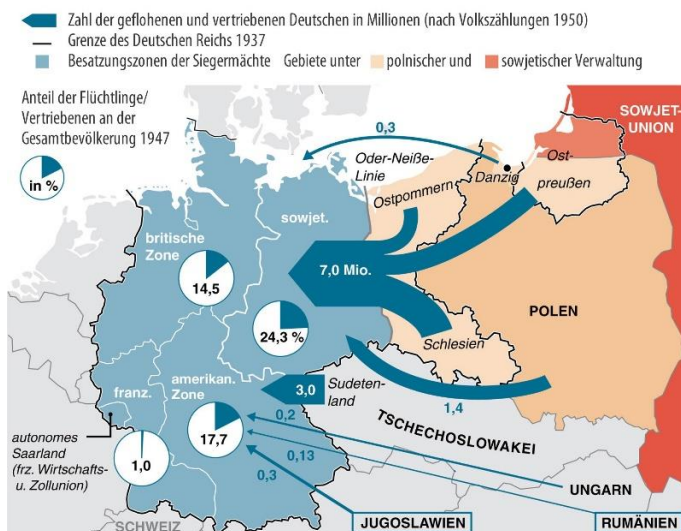 Zahl der geflohenen und vertriebenen Deutschen in Millionen (nach Volkszählungen 1950)
Grenze des Deutschen Reichs 1937
Besatzungszonen der Siegermächte Gebiete unter polnischer und sowjetischer Verwaltung
Anteil der Flüchtlinge/
Vertriebenen an der
Gesamtbevölkerung 1947
in %
SOWJET-
UNION
0,3
Oder-Neiße-
Linie
Danzig
Ost-
preußen
Ostpommern
sowjet.
britische
Zone
7,0 Mio.
14,5
POLEN
24,3 %
Schlesien
franz.
amerikan.
Zone
3,0
Sudeten-
land
1,4
0,2
TSCHECHOSLOWAKEI
autonomes
Saarland
(frz. Wirtschafts-
u. Zollunion)
1,0
17,7
0,13
0,3
UNGARN
SCHWEIZ
JUGOSLAWIEN
RUMÄNIEN